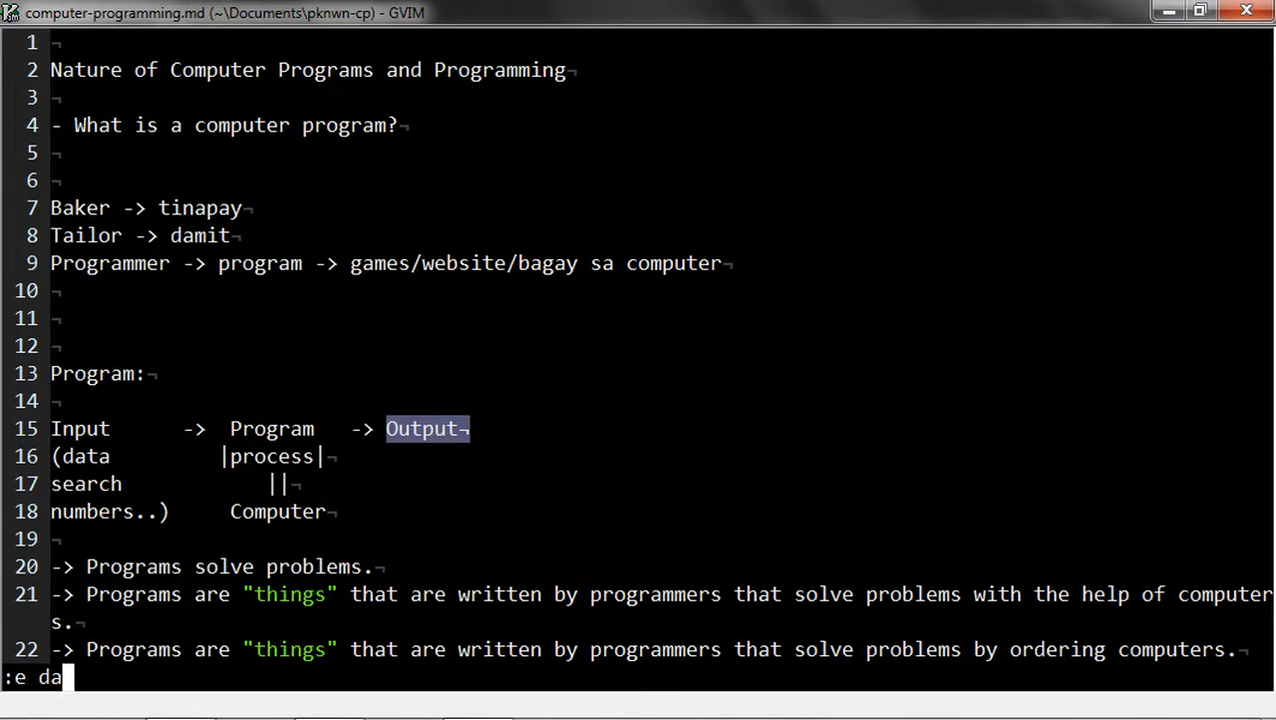 computer-programming.md (~\Documents\pknwn-cp) - GVIM
1 ¬
2 Nature of Computer Programs and Programming¬
3 ¬
4 - What is a computer program?¬
5 ¬
6 ¬
7 Baker -> tinapay¬
8 Tailor -> damit¬
9 Programmer -> program -> games/website/bagay sa computer¬
10 ¬
11 ¬
12 ¬
13 Program:¬
14 ¬
15 Input      ->  Program   -> Output¬
16 (data         |process|¬
17 search            ||¬
18 numbers..)     Computer¬
19 ¬
20 -> Programs solve problems.¬
21 -> Programs are "things" that are written by programmers that solve problems with the help of computer
s.¬
22 -> Programs are "things" that are written by programmers that solve problems by ordering computers.¬
:e da